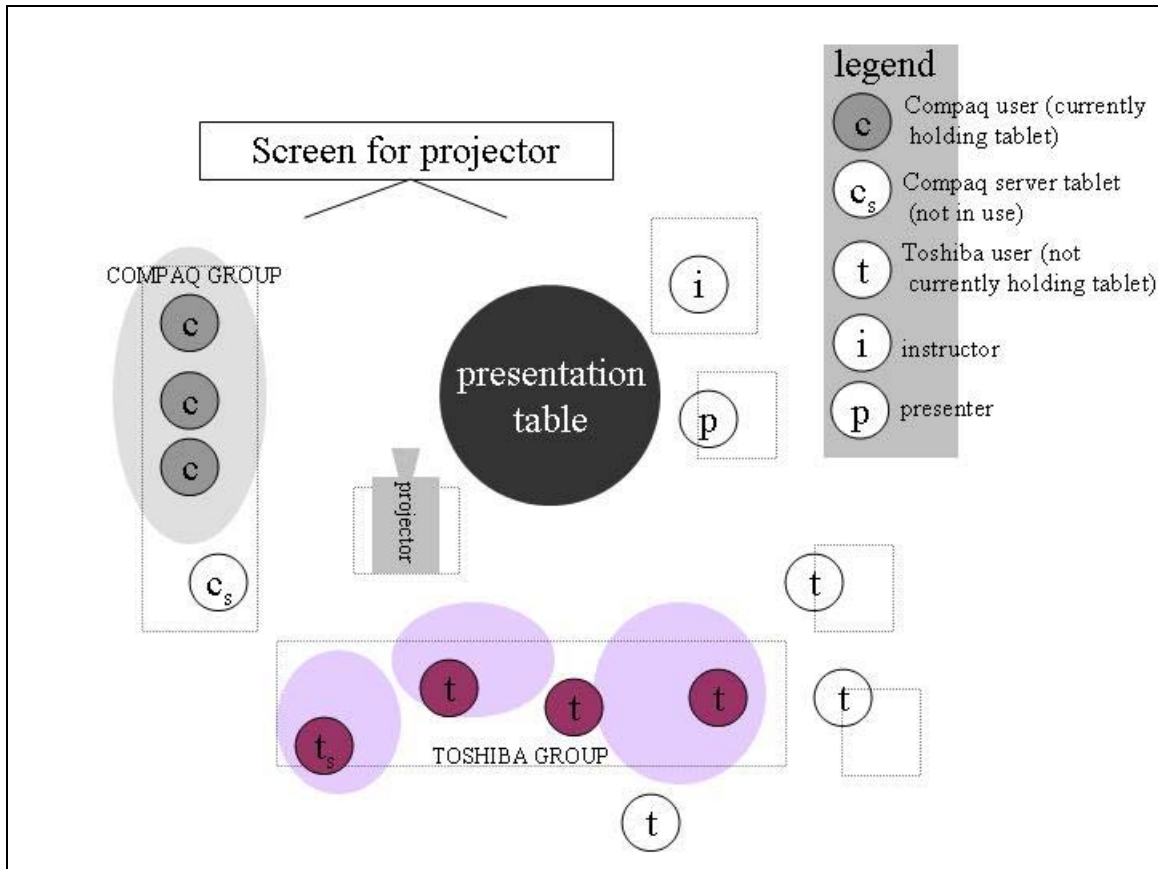 legend
c
Compaq user (currently
holding tablet)
Screen for projector
cs
Compaq server tablet
(not in use)
t
Toshiba user (not
currently holding tablet)
COMPAQ GROUP
i
c
i
instructor
presentation
table
c
p
p
presenter
c
projector
cs
t
t
t
t
t
ts
TOSHIBA GROUP
t